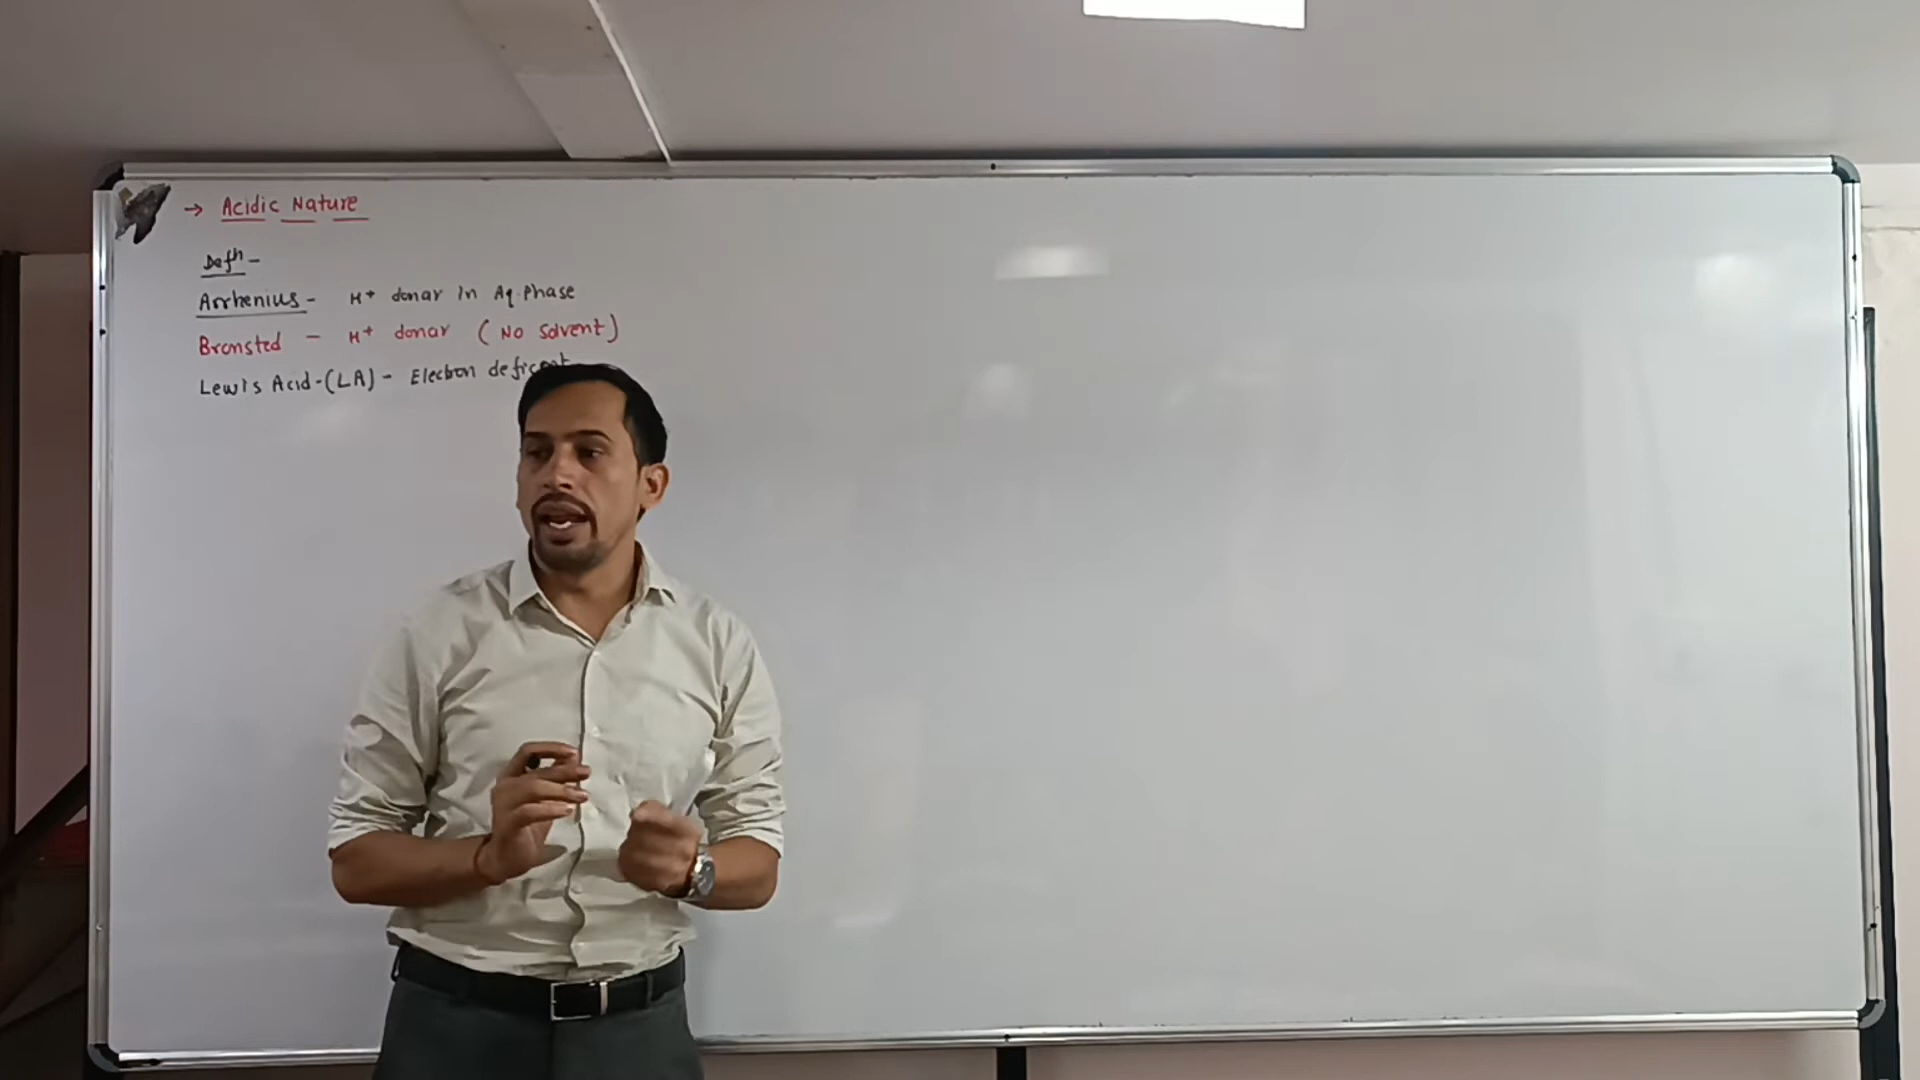 → Acidic Nature
Defn -
Arrhenius - H+ donar in Aq. Phase
Bronsted - H+ donar (No Solvent)
Lewis Acid-(LA) - Electron